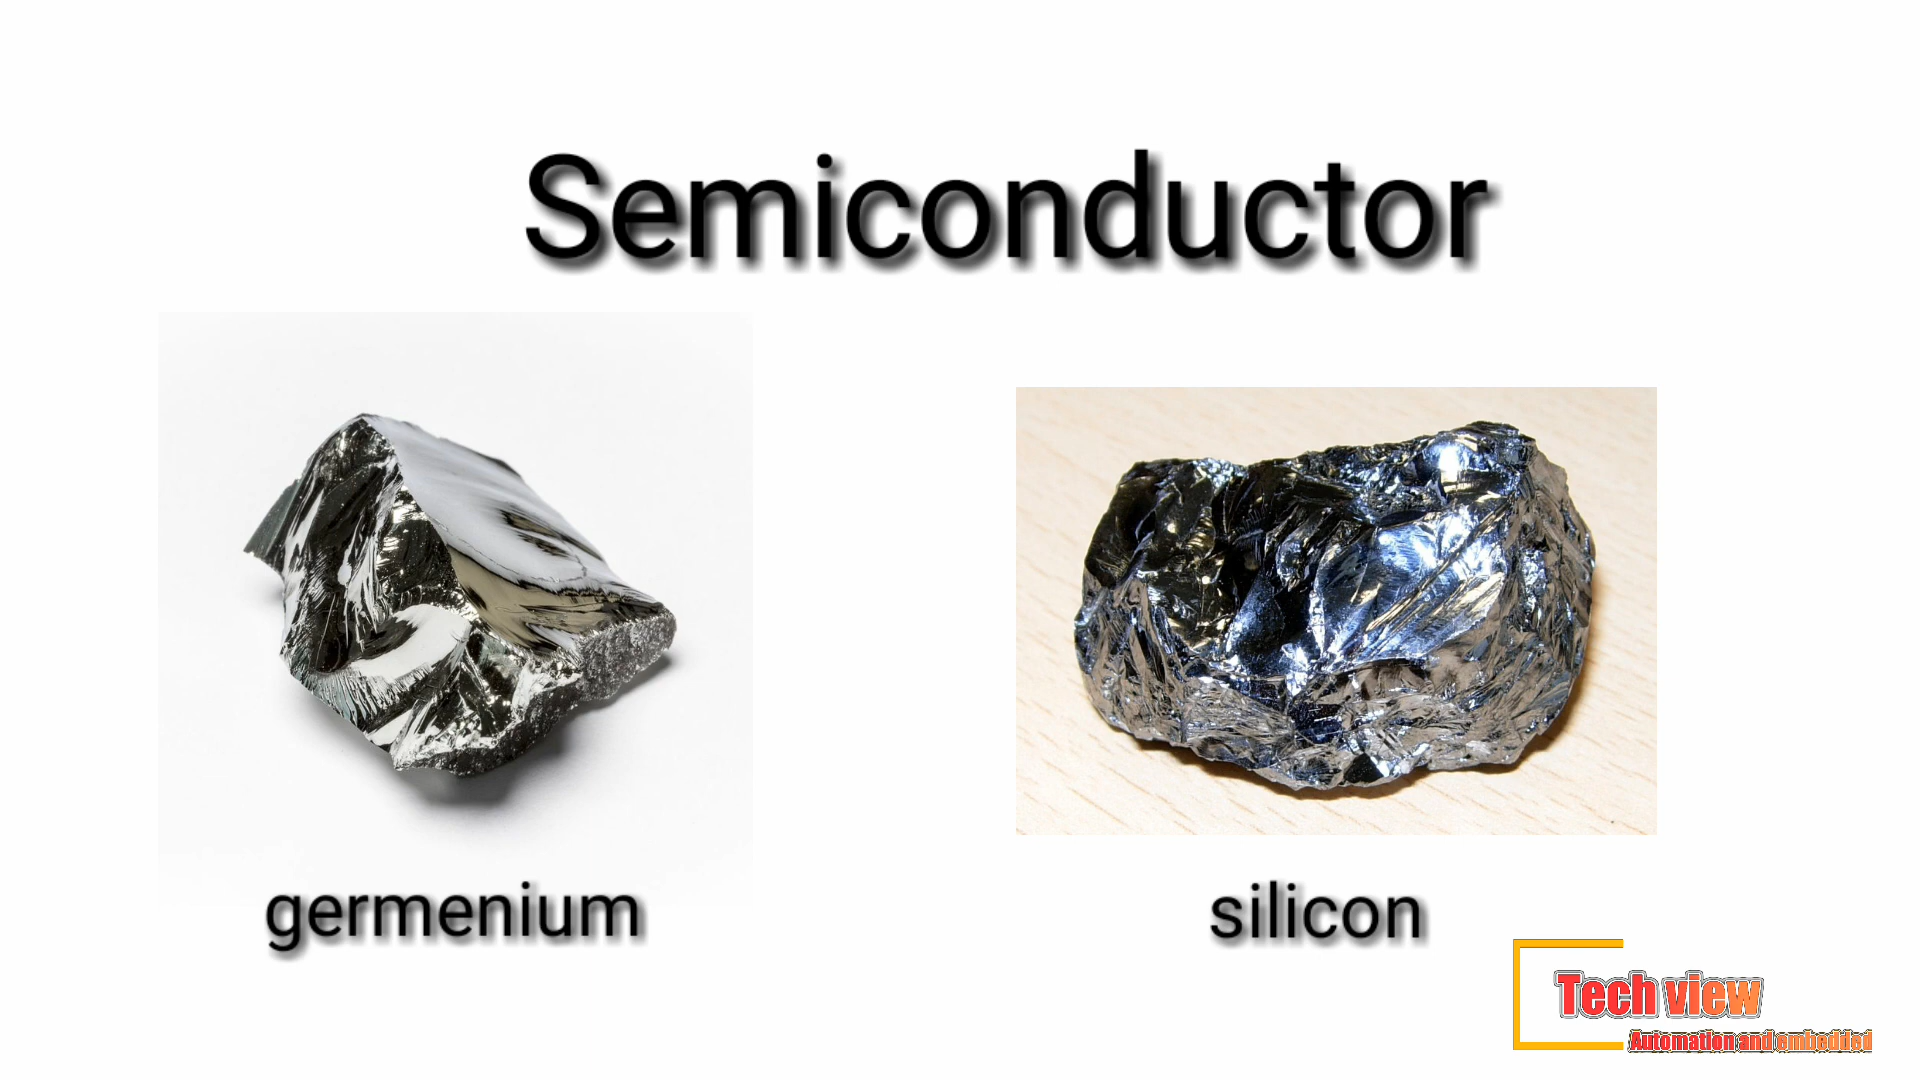 Semiconductor
germenium
silicon
Tech view
Automation and embedded